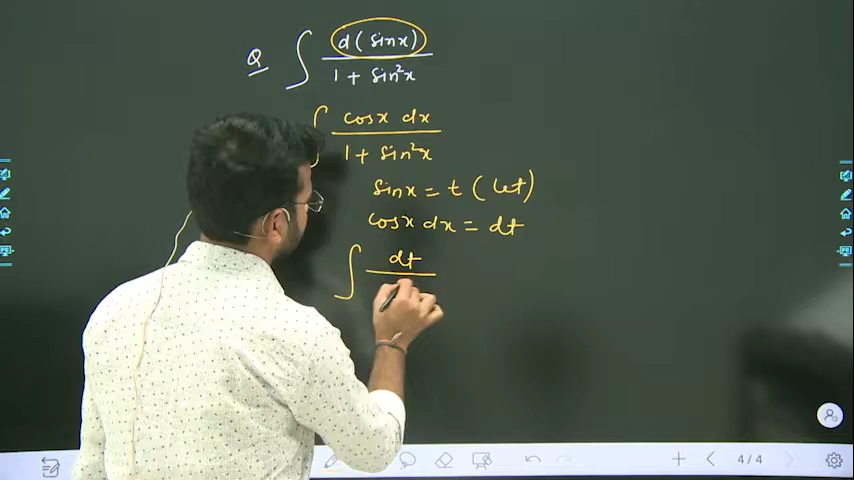 Q ∫ d(sinx) / 1 + sin²x
∫ cosx dx / 1 + sin²x
sinx = t (let)
cosx dx = dt
∫ dt
4/4